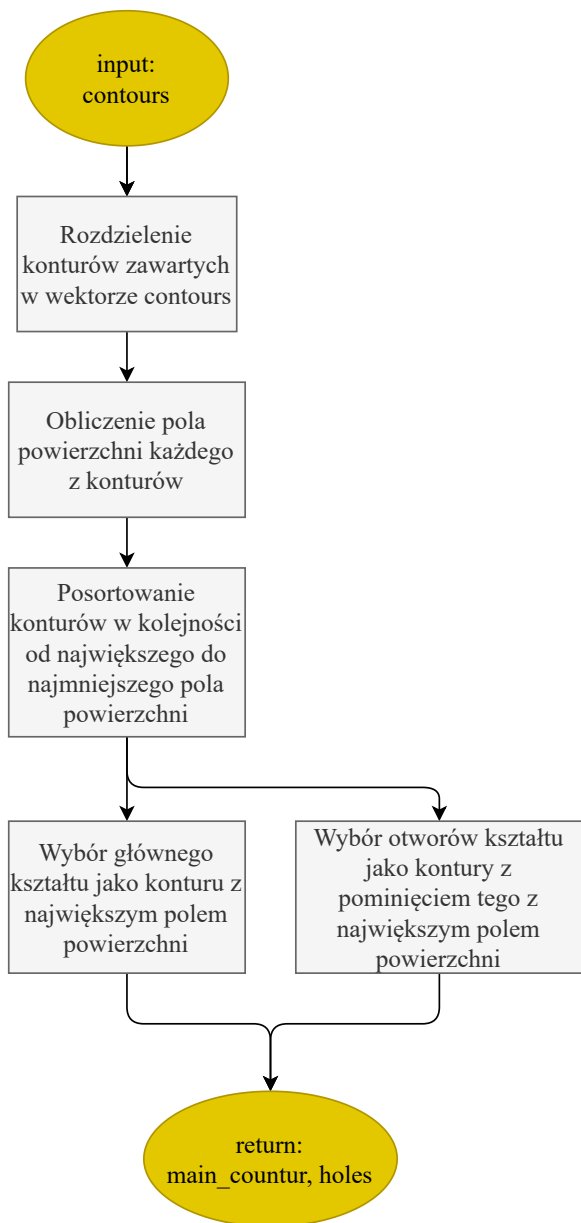 input:
contours
Rozdzielenie
konturów zawartych
w wektorze contours
Obliczenie pola
powierzchni każdego
z konturów
Posortowanie
konturów w kolejności
od największego do
najmniejszego pola
powierzchni
Wybór głównego
kształtu jako konturu z
największym polem
powierzchni
Wybór otworów kształtu
jako kontury z
pominięciem tego z
największym polem
powierzchni
return:
main_countur, holes